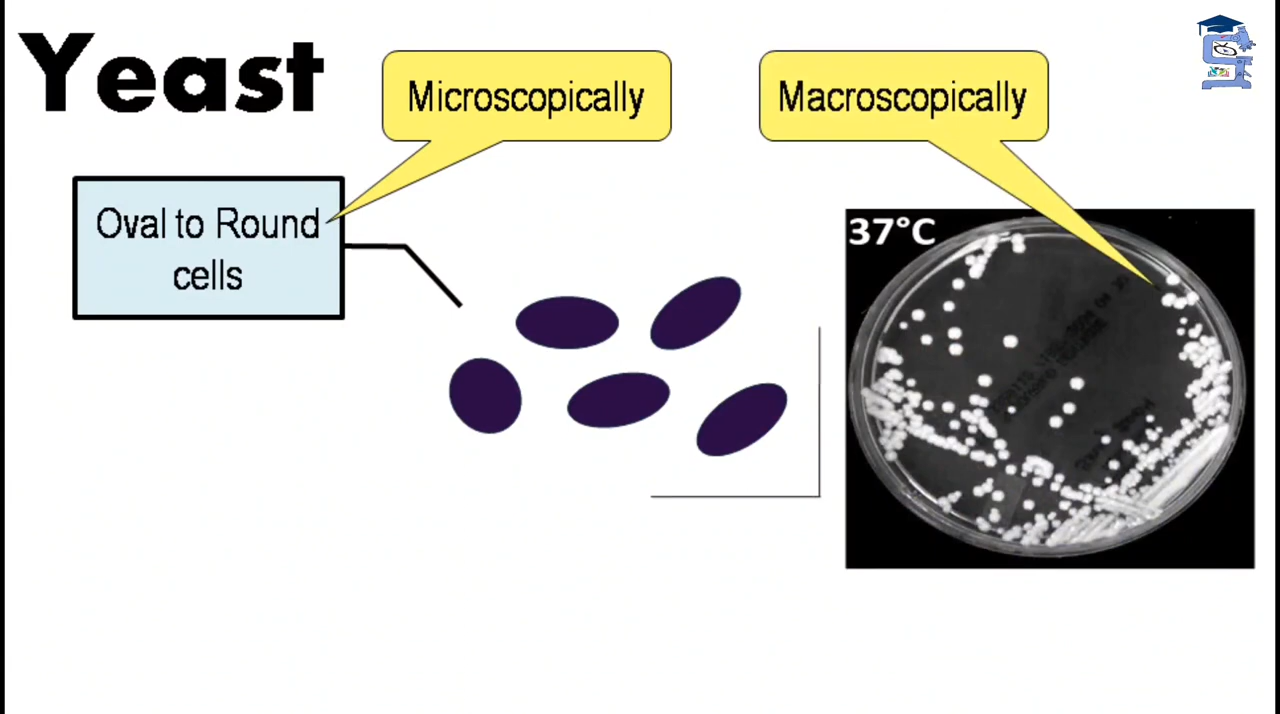 Yeast
Microscopically
Macroscopically
Oval to Round
cells
37°C